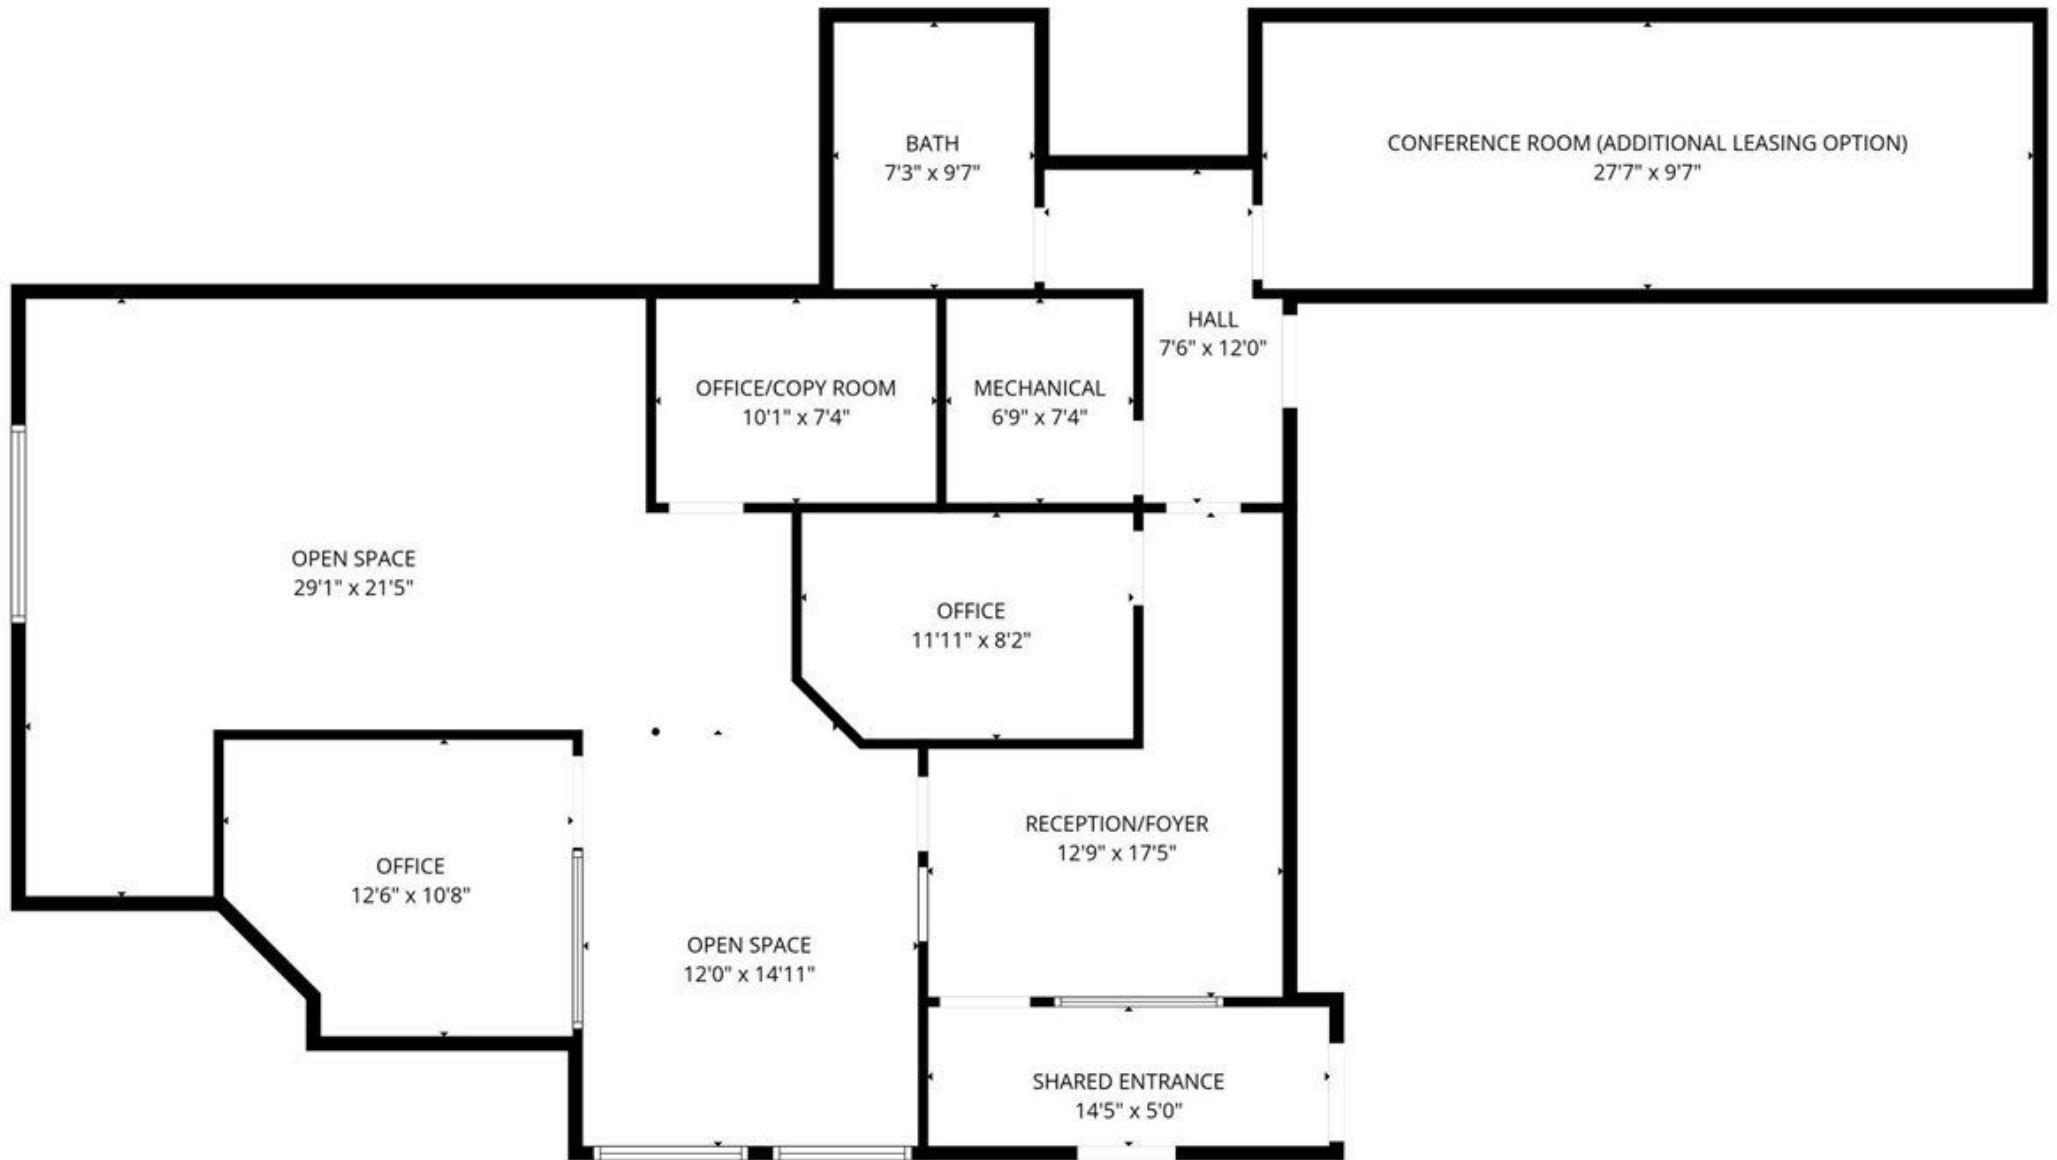 BATH
7'3" x 9'7"
CONFERENCE ROOM (ADDITIONAL LEASING OPTION)
27'7" x 9'7"
HALL
7'6" x 12'0"
OFFICE/COPY ROOM
10'1" x 7'4"
MECHANICAL
6'9" x 7'4"
OPEN SPACE
29'1" x 21'5"
OFFICE
11'11" x 8'2"
RECEPTION/FOYER
12'9" x 17'5"
OFFICE
12'6" x 10'8"
OPEN SPACE
12'0" x 14'11"
SHARED ENTRANCE
14'5" x 5'0"